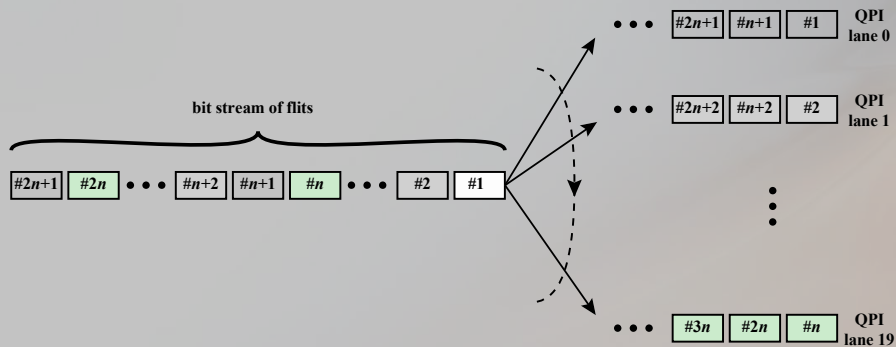 bit stream of flits
#2n+1 #2n ••• #n+2 #n+1 #n ••• #2 #1
••• #2n+1 #n+1 #1 QPI lane 0
••• #2n+2 #n+2 #2 QPI lane 1
••• #3n #2n #n QPI lane 19